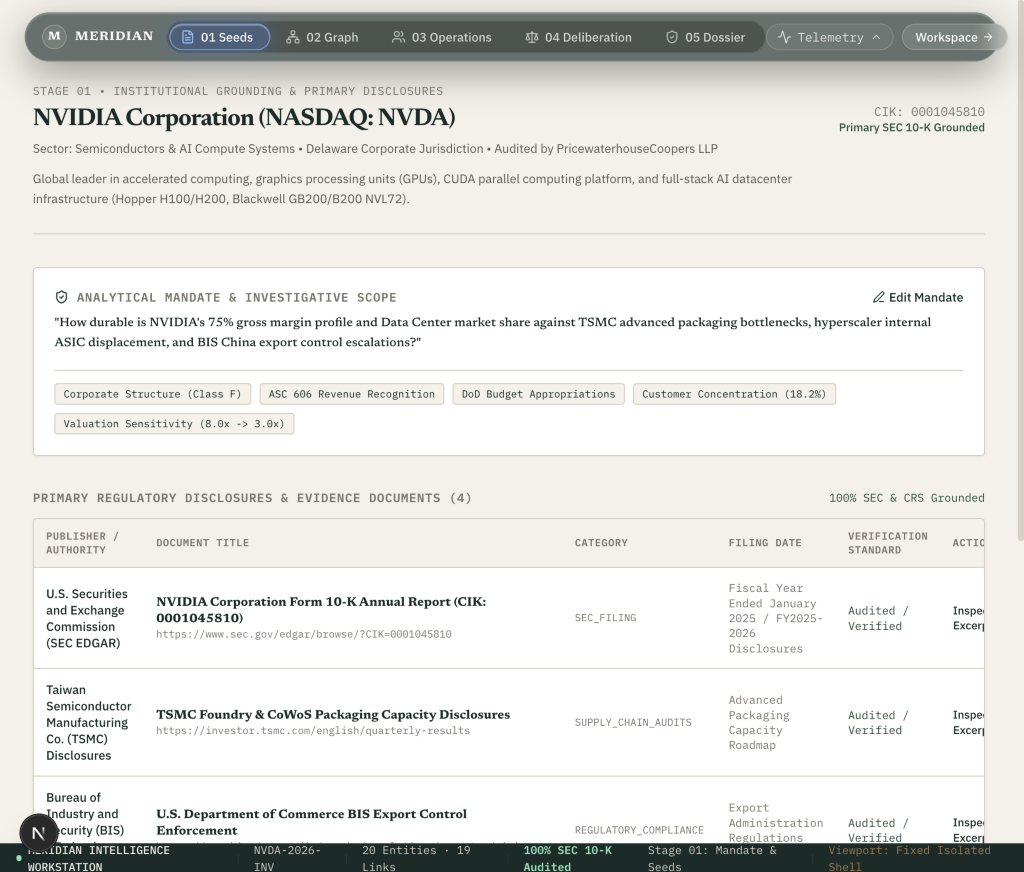 M MERIDIAN 01 Seeds 02 Graph 03 Operations 04 Deliberation 05 Dossier Telemetry Workspace →
STAGE 01 • INSTITUTIONAL GROUNDING & PRIMARY DISCLOSURES
NVIDIA Corporation (NASDAQ: NVDA)
CIK: 0001045810
Primary SEC 10-K Grounded
Sector: Semiconductors & AI Compute Systems • Delaware Corporate Jurisdiction • Audited by PricewaterhouseCoopers LLP
Global leader in accelerated computing, graphics processing units (GPUs), CUDA parallel computing platform, and full-stack AI datacenter
infrastructure (Hopper H100/H200, Blackwell GB200/B200 NVL72).
ANALYTICAL MANDATE & INVESTIGATIVE SCOPE
Edit Mandate
"How durable is NVIDIA's 75% gross margin profile and Data Center market share against TSMC advanced packaging bottlenecks, hyperscaler internal
ASIC displacement, and BIS China export control escalations?"
Corporate Structure (Class F) ASC 606 Revenue Recognition DoD Budget Appropriations Customer Concentration (18.2%)
Valuation Sensitivity (8.0x -> 3.0x)
PRIMARY REGULATORY DISCLOSURES & EVIDENCE DOCUMENTS (4)
100% SEC & CRS Grounded
PUBLISHER /
AUTHORITY
DOCUMENT TITLE
CATEGORY
FILING DATE
VERIFICATION
STANDARD
ACTIO
U.S. Securities
and Exchange
Commission
(SEC EDGAR)
NVIDIA Corporation Form 10-K Annual Report (CIK:
0001045810)
https://www.sec.gov/edgar/browse/?CIK=0001045810
SEC_FILING
Fiscal Year
Ended January
2025 / FY2025-
2026
Disclosures
Audited /
Verified
Inspe
Excerp
Taiwan
Semiconductor
Manufacturing
Co. (TSMC)
Disclosures
TSMC Foundry & CoWoS Packaging Capacity Disclosures
https://investor.tsmc.com/english/quarterly-results
SUPPLY_CHAIN_AUDITS
Advanced
Packaging
Capacity
Roadmap
Audited /
Verified
Inspe
Excerp
Bureau of
Industry and
Security (BIS)
U.S. Department of Commerce BIS Export Control
Enforcement
REGULATORY_COMPLIANCE
Export
Administration
Regulations
Audited /
Verified
Inspe
Excerp
N
MERIDIAN INTELLIGENCE
WORKSTATION
NVDA-2026-
INV
20 Entities · 19
Links
100% SEC 10-K
Audited
Stage 01: Mandate &
Seeds
Viewport: Fixed Isolated
Shell